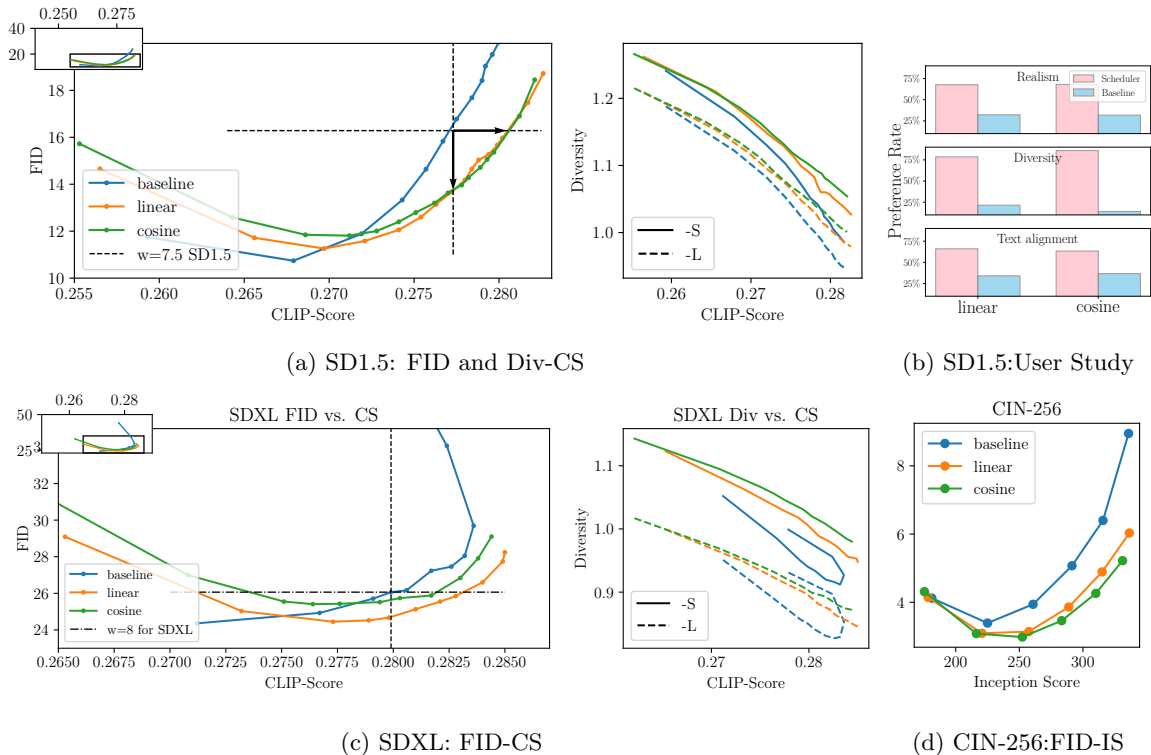 0.250 0.275
40
20
18
16
14
12
10
FID
baseline
linear
cosine
w=7.5 SD1.5
0.255 0.260 0.265 0.270 0.275 0.280
CLIP-Score
1.2
1.1
1.0
Diversity
-S
-L
0.26 0.27 0.28
CLIP-Score
Preference Rate
Realism
Scheduler
Baseline
75%
50%
25%
Diversity
75%
50%
25%
Text alignment
75%
50%
25%
linear cosine
(a) SD1.5: FID and Div-CS
(b) SD1.5:User Study
SDXL FID vs. CS
0.26 0.28
50
25
32
30
28
26
24
FID
baseline
linear
cosine
w=8 for SDXL
0.2650 0.2675 0.2700 0.2725 0.2750 0.2775 0.2800 0.2825 0.2850
CLIP-Score
SDXL Div vs. CS
1.1
1.0
0.9
Diversity
-S
-L
0.27 0.28
CLIP-Score
CIN-256
8
6
4
baseline
linear
cosine
200 250 300
Inception Score
(c) SDXL: FID-CS
(d) CIN-256:FID-IS